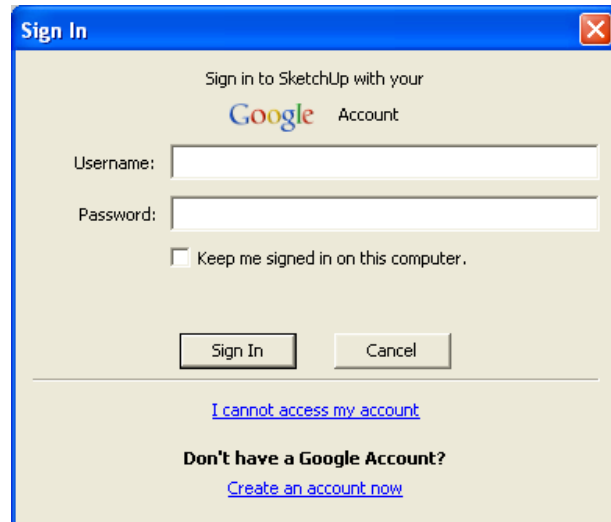 Sign In
Sign in to SketchUp with your
Google Account
Username:
Password:
Keep me signed in on this computer.
Sign In Cancel
I cannot access my account
Don't have a Google Account?
Create an account now